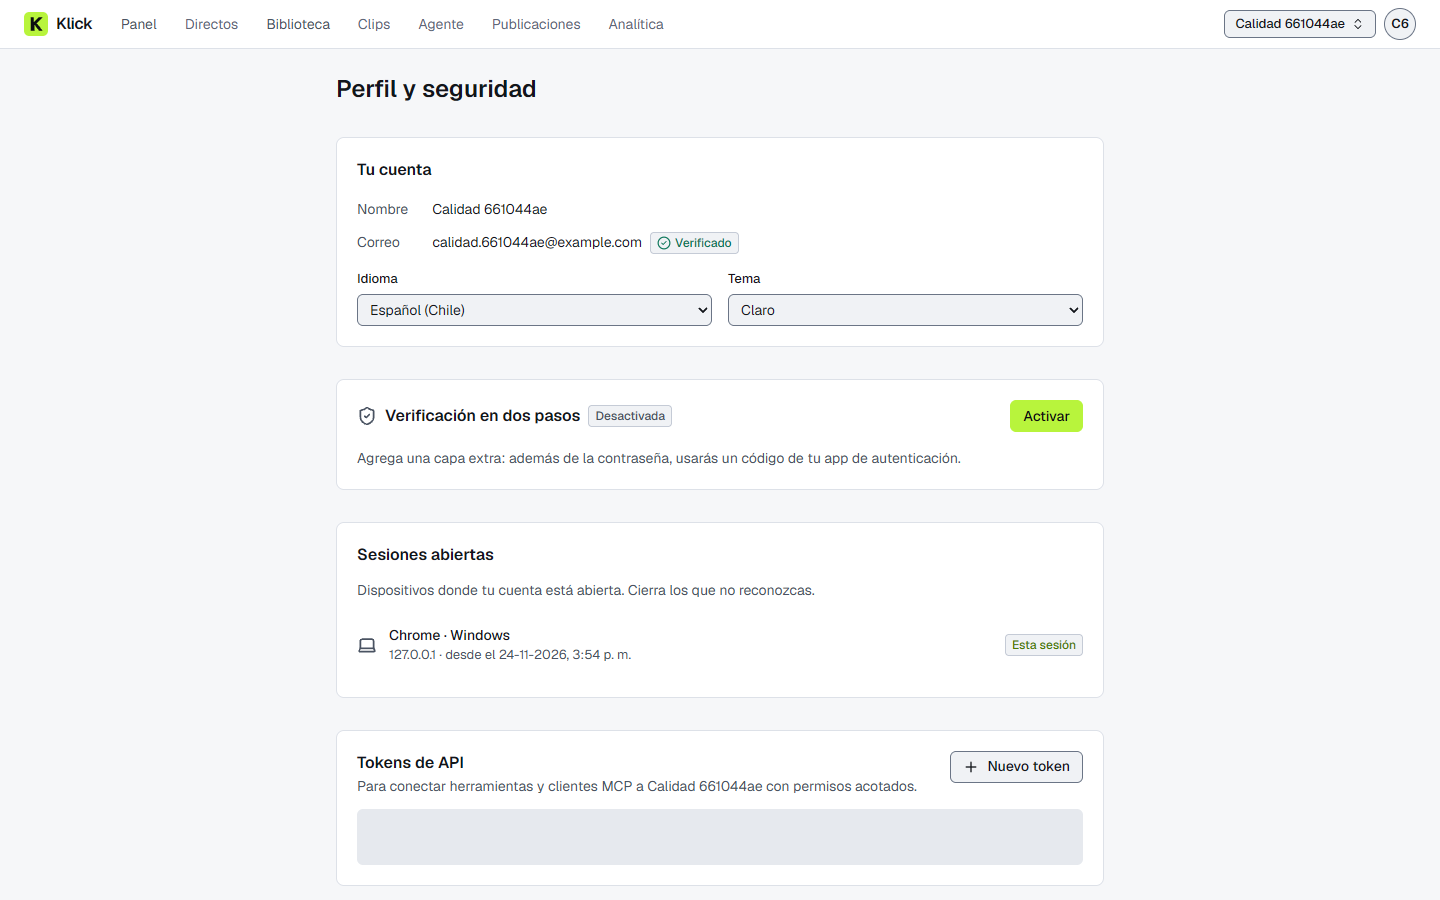 K Klick Panel Directos Biblioteca Clips Agente Publicaciones Analítica Calidad 661044ae C6
Perfil y seguridad
Tu cuenta
Nombre Calidad 661044ae
Correo calidad.661044ae@example.com Verificado
Idioma Tema
Español (Chile) Claro
Verificación en dos pasos Desactivada Activar
Agrega una capa extra: además de la contraseña, usarás un código de tu app de autenticación.
Sesiones abiertas
Dispositivos donde tu cuenta está abierta. Cierra los que no reconozcas.
Chrome · Windows
127.0.0.1 · desde el 24-11-2026, 3:54 p. m. Esta sesión
Tokens de API Nuevo token
Para conectar herramientas y clientes MCP a Calidad 661044ae con permisos acotados.